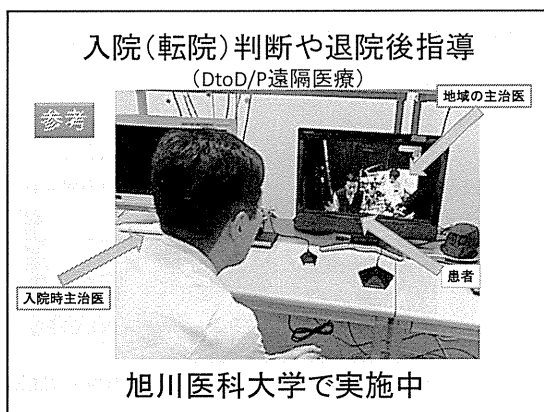 入院(転院)判断や退院後指導
(DtoD/P遠隔医療)
参考
地域の主治医
患者
入院時主治医
旭川医科大学で実施中